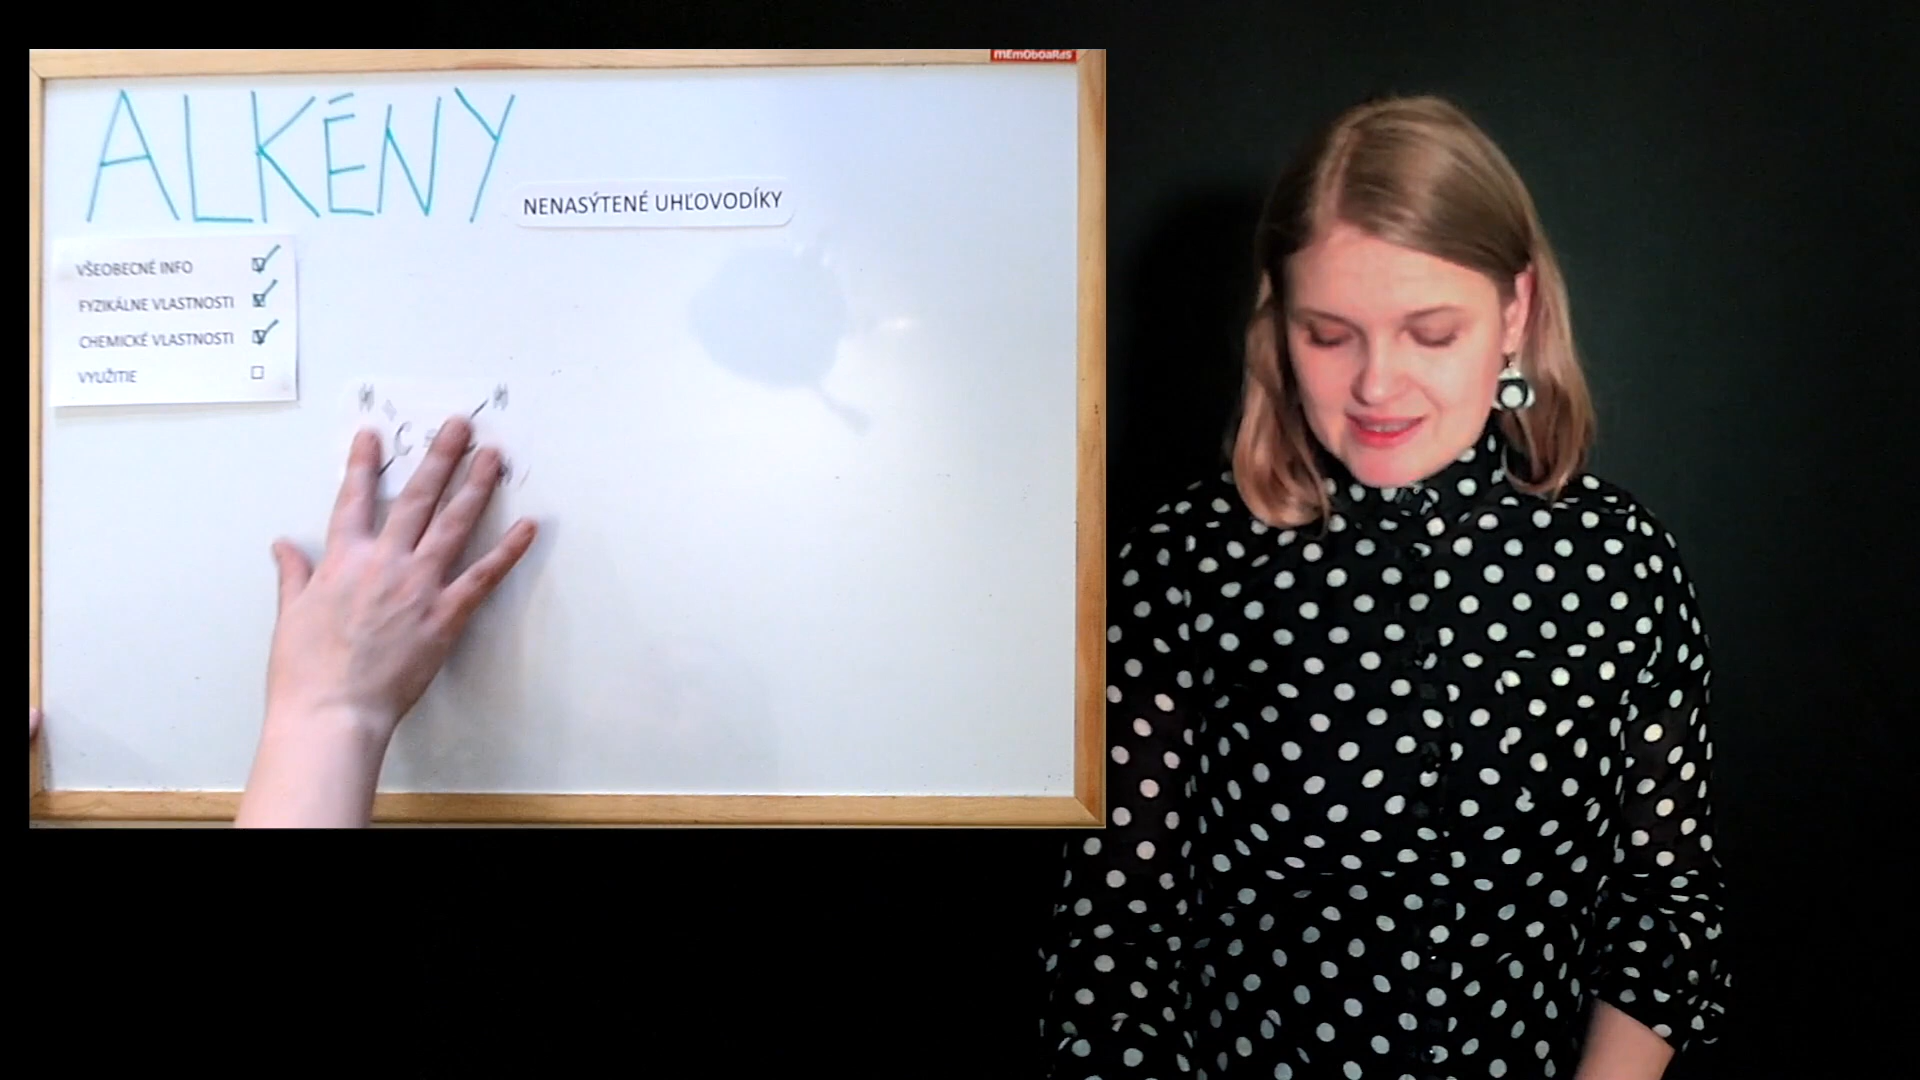 mEmOboaRds
ALKÉNY
NENASÝTENÉ UHĽOVODÍKY
VŠEOBECNÉ INFO
FYZIKÁLNE VLASTNOSTI
CHEMICKÉ VLASTNOSTI
VYUŽITIE
H H
C
H